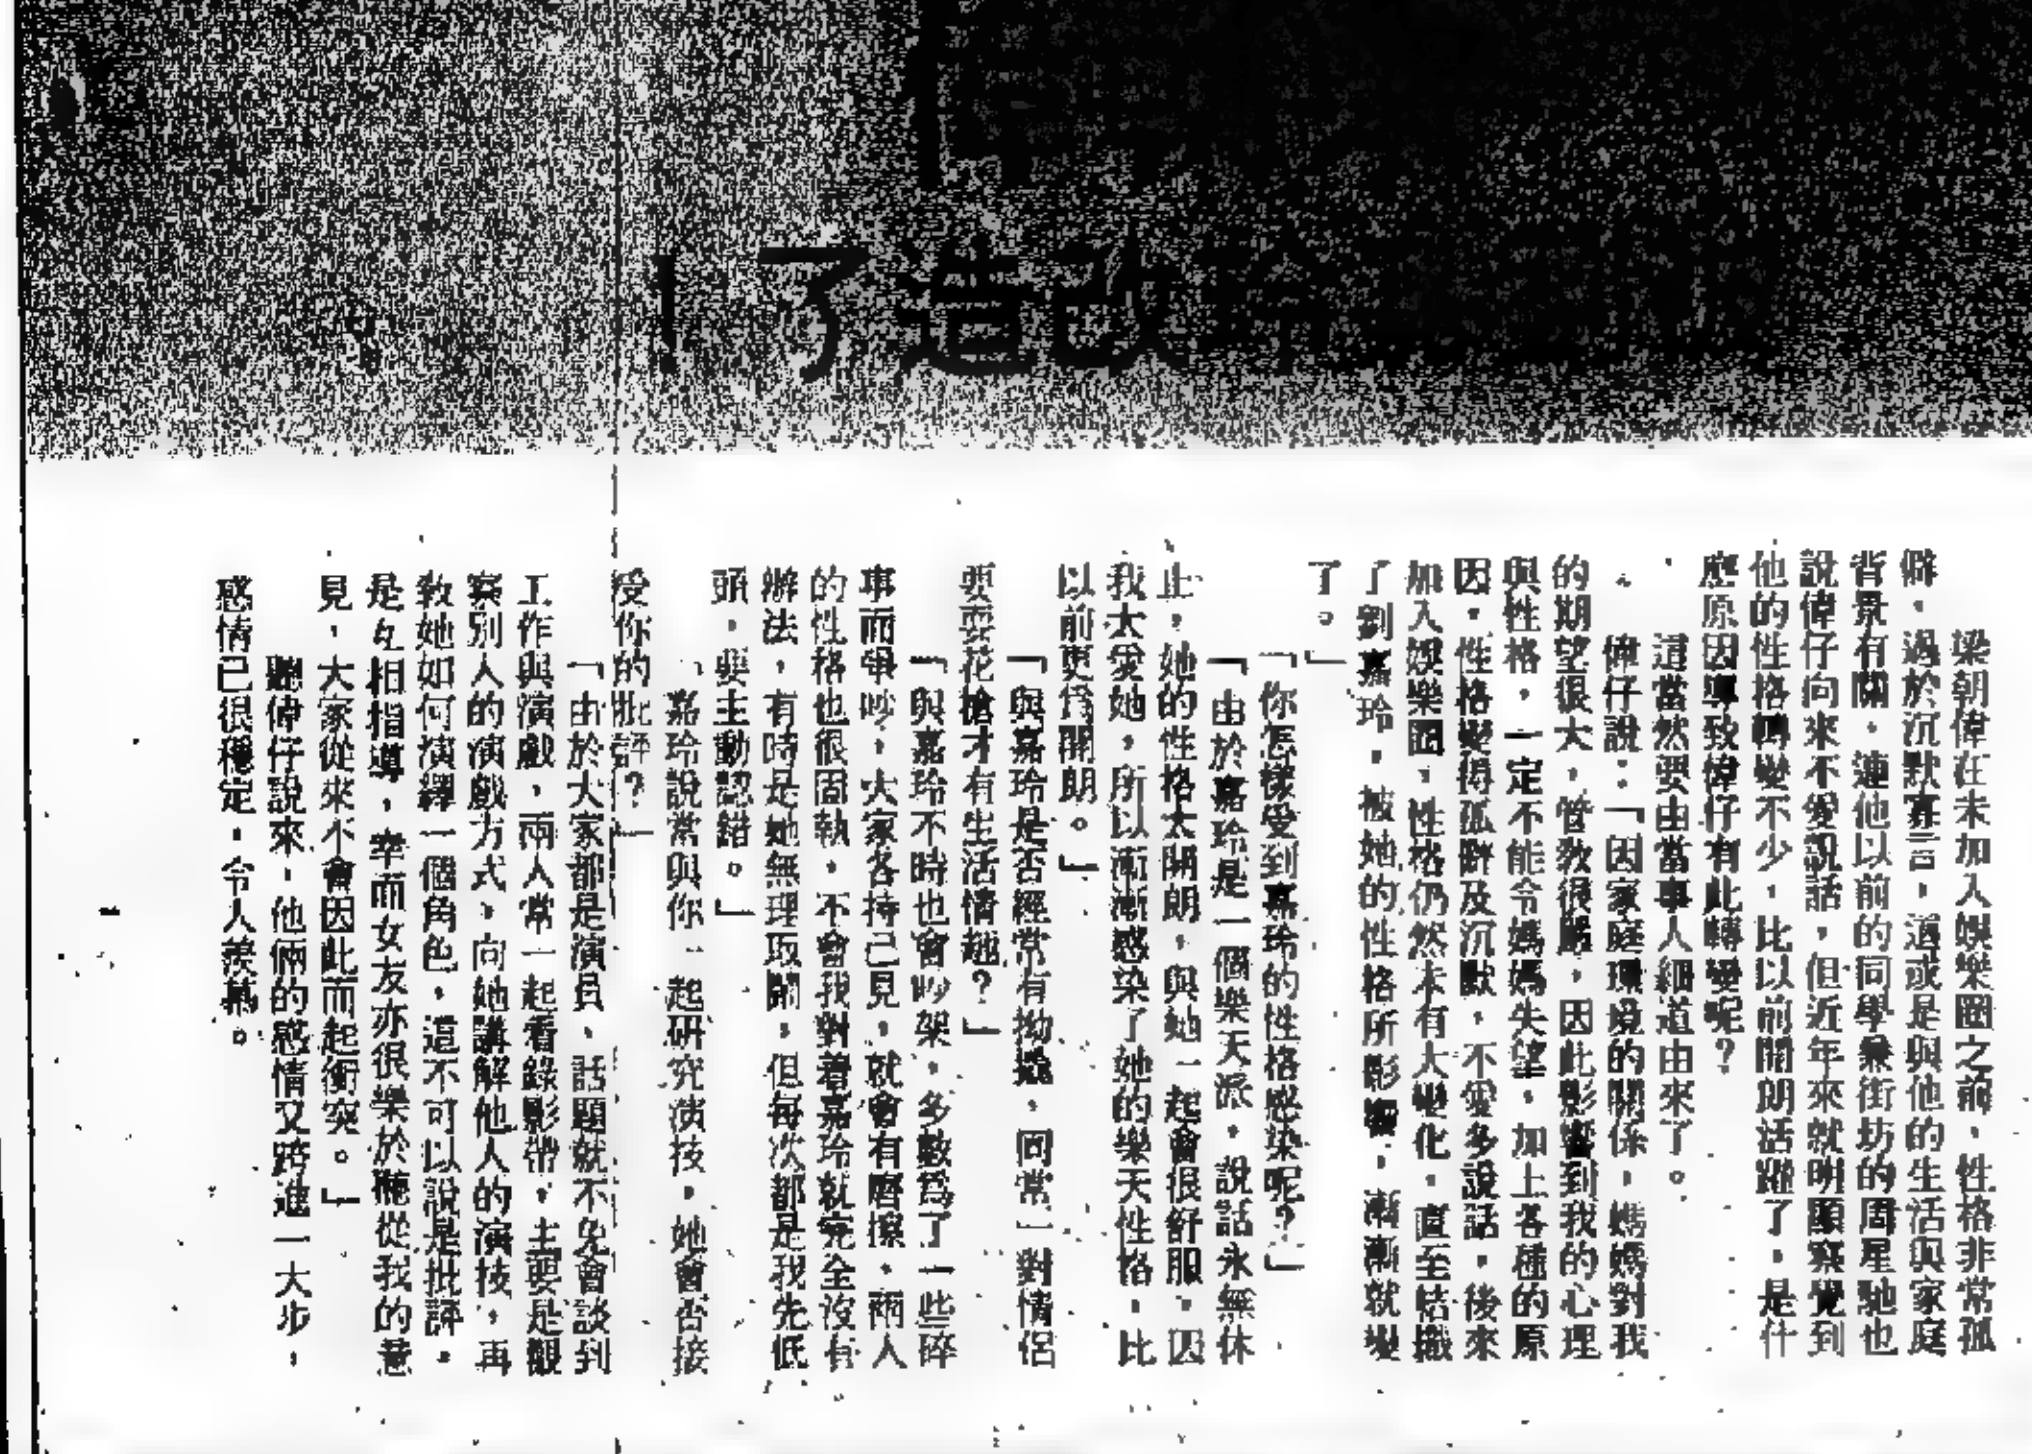 玲改造了！
梁朝偉在未加入娛樂圈之前，性格非常孤
僻，過於沉默寡言，這或是與他的生活與家庭
背景有關，連他以前的同學兼街坊的周星馳也
說偉仔向來不愛說話，但近年來就明顯察覺到
他的性格轉變不少，比以前開朗活躍了，是什
麼原因導致偉仔有此轉變呢？
這當然要由當事人細道由來了。
偉仔說：「因家庭環境的關係，媽媽對我
的期望很大，管教很嚴，因此影響到我的心理
與性格，一定不能令媽媽失望，加上各種的原
因，性格變得孤僻及沉默，不愛多說話，後來
加入娛樂圈，性格仍然未有大變化，直至結識
了劉嘉玲，被她的性格所影響，漸漸就變
了。」
「你怎樣受到嘉玲的性格感染呢？」
「由於嘉玲是一個樂天派，說話永無休
止，她的性格太開朗，與她一起會很舒服，因
我太愛她，所以漸漸感染了她的樂天性格，比
以前更爲開朗。」
「與嘉玲是否經常有拗撬，同常一對情侶
要耍花槍才有生活情趣？」
「與嘉玲不時也會吵架，多數爲了一些碎
事而爭吵，大家各持己見，就會有磨擦，兩人
的性格也很固執，不會我對着嘉玲就完全沒有
辦法，有時是她無理取鬧，但每次都是我先低
頭，要主動認錯。」
「嘉玲說常與你一起研究演技，她會否接
受你的批評？」
「由於大家都是演員，話題就不免會談到
工作與演戲，兩人常一起看錄影帶，主要是觀
察別人的演戲方式，向她講解他人的演技，再
敎她如何演繹一個角色，這不可以說是批評，
是互相指導，幸而女友亦很樂於聽從我的意
見，大家從來不會因此而起衝突。」
聽偉仔說來，他倆的感情又跨進一大步，
感情已很穩定，令人羨慕。